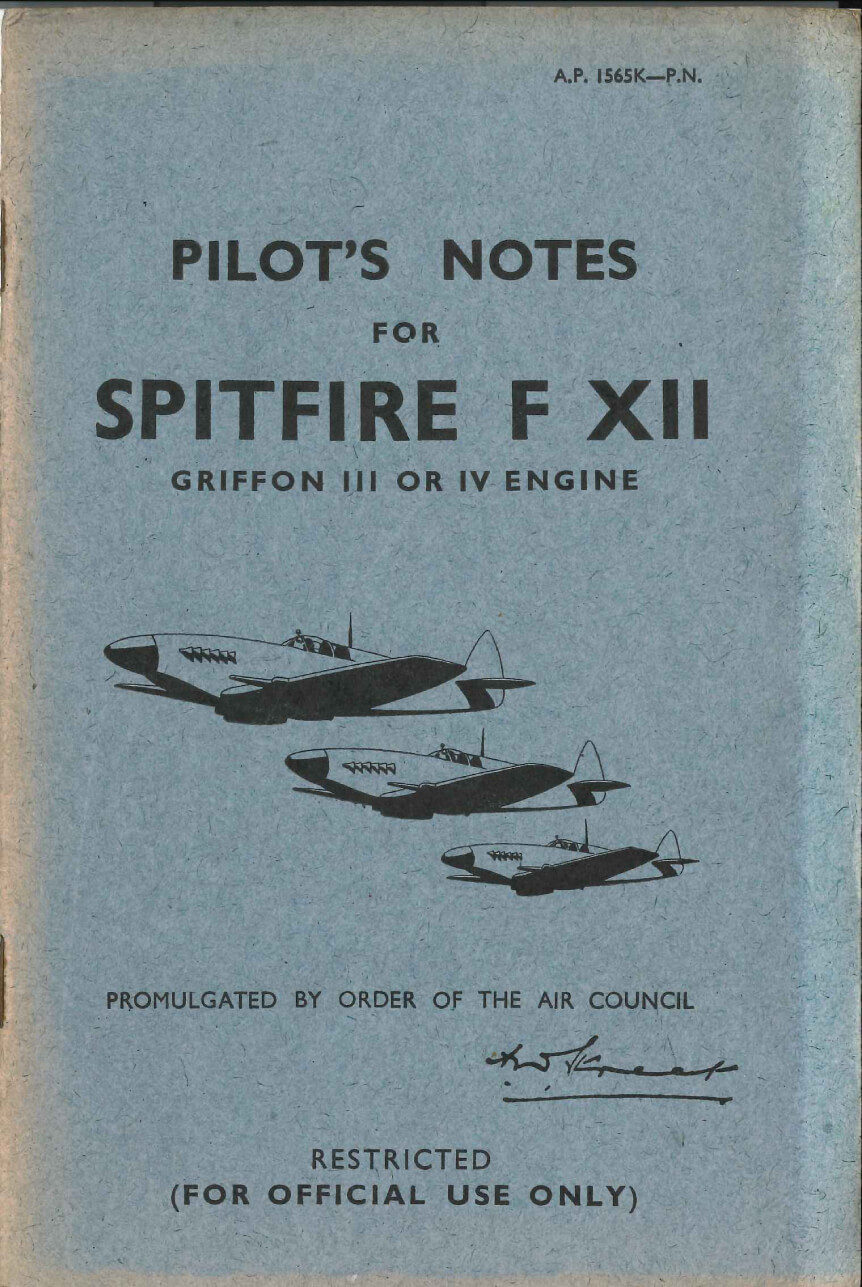 A.P. 1565K—P.N.
PILOT'S NOTES
FOR
SPITFIRE F XII
GRIFFON III OR IV ENGINE
PROMULGATED BY ORDER OF THE AIR COUNCIL
RESTRICTED
(FOR OFFICIAL USE ONLY)